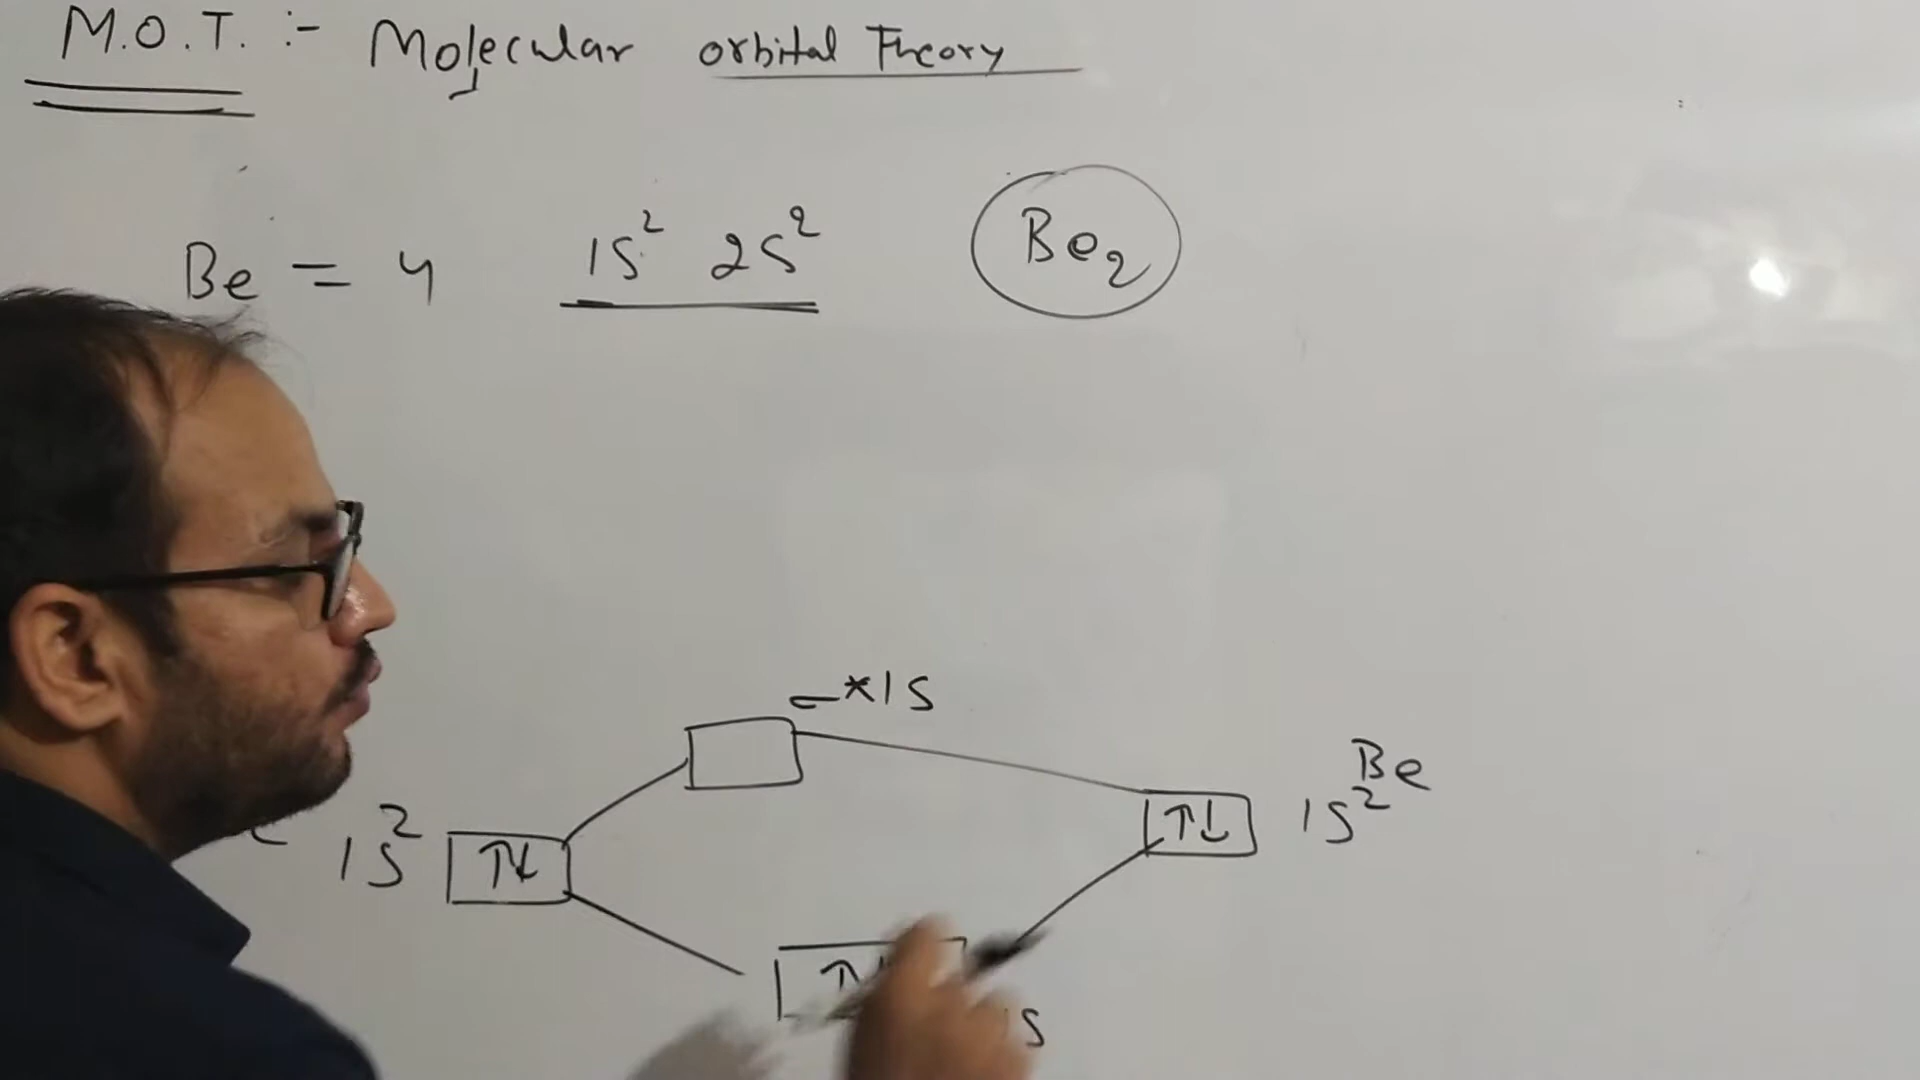 M.O.T. :- Molecular orbital Theory
Be = 4 1s² 2s² Be₂
*1s
Be
1s² ↑↓ ↑↓ 1s²
s